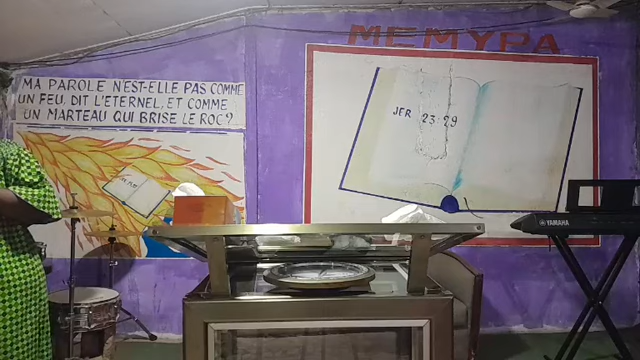 MEMYPA
MA PAROLE N'EST-ELLE PAS COMME
UN FEU, DIT L'ETERNEL, ET COMME
UN MARTEAU QUI BRISE LE ROC?
JER 23:29
YAMAHA